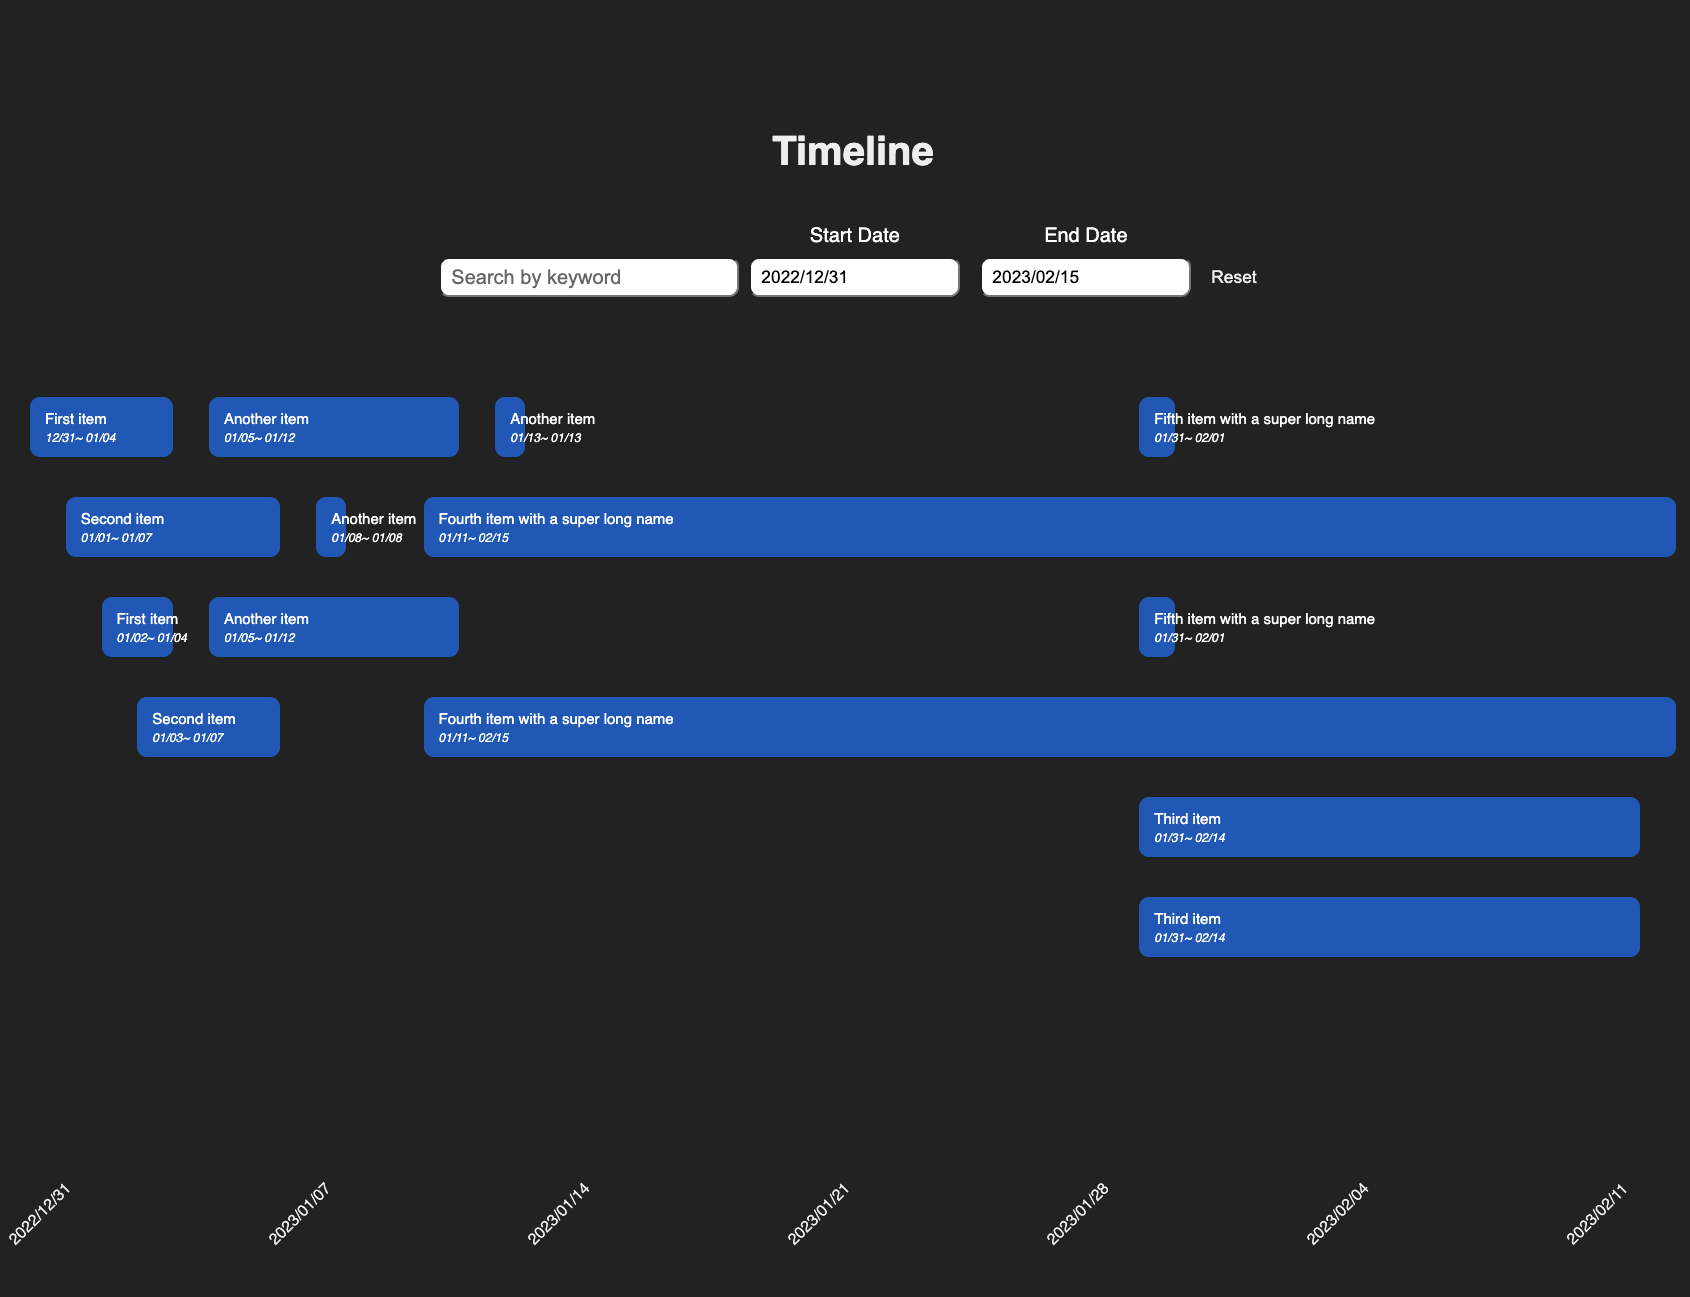 Timeline
Start Date
End Date
Search by keyword
2022/12/31
2023/02/15
Reset
First item
12/31~ 01/04
Another item
01/05~ 01/12
Another item
01/13~ 01/13
Fifth item with a super long name
01/31~ 02/01
Second item
01/01~ 01/07
Another item
01/08~ 01/08
Fourth item with a super long name
01/11~ 02/15
First item
01/02~ 01/04
Another item
01/05~ 01/12
Fifth item with a super long name
01/31~ 02/01
Second item
01/03~ 01/07
Fourth item with a super long name
01/11~ 02/15
Third item
01/31~ 02/14
Third item
01/31~ 02/14
2022/12/31
2023/01/07
2023/01/14
2023/01/21
2023/01/28
2023/02/04
2023/02/11